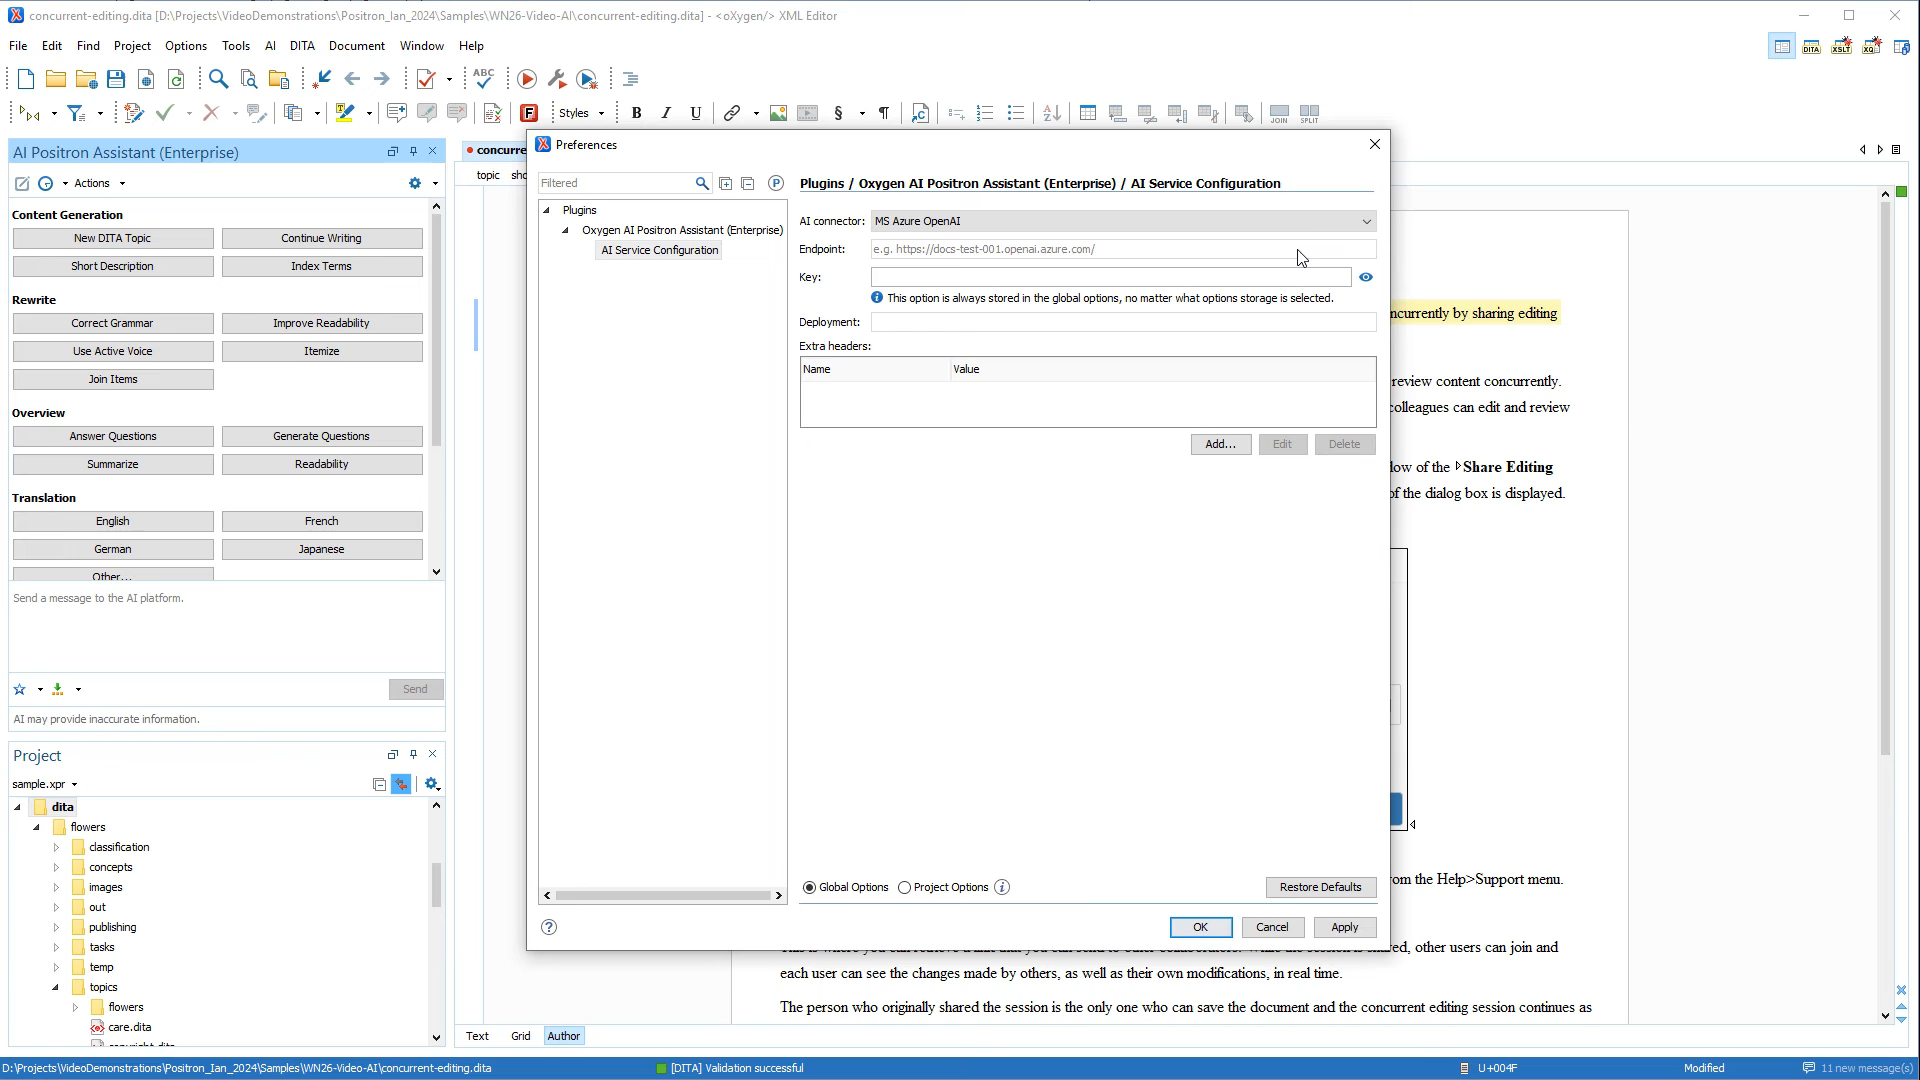 concurrent-editing.dita [D:\Projects\VideoDemonstrations\Positron_Ian_2024\Samples\WN26-Video-AI\concurrent-editing.dita] - <oXygen/> XML Editor
File Edit Find Project Options Tools AI DITA Document Window Help
DITA XSLT XQ
ABC
Styles B I U § ¶ JOIN SPLIT
AI Positron Assistant (Enterprise)
Actions
Content Generation
New DITA Topic Continue Writing
Short Description Index Terms
Rewrite
Correct Grammar Improve Readability
Use Active Voice Itemize
Join Items
Overview
Answer Questions Generate Questions
Summarize Readability
Translation
English French
German Japanese
Other...
Send a message to the AI platform.
Send
AI may provide inaccurate information.
Project
sample.xpr
dita
flowers
classification
concepts
images
out
publishing
tasks
temp
topics
flowers
care.dita
copyright.dita
concurre
topic sho
Preferences
Filtered
P
Plugins
Oxygen AI Positron Assistant (Enterprise)
AI Service Configuration
Plugins / Oxygen AI Positron Assistant (Enterprise) / AI Service Configuration
AI connector: MS Azure OpenAI
Endpoint: e.g. https://docs-test-001.openai.azure.com/
Key:
This option is always stored in the global options, no matter what options storage is selected.
Deployment:
Extra headers:
Name Value
Add... Edit Delete
Global Options Project Options
Restore Defaults
OK Cancel Apply
ncurrently by sharing editing
review content concurrently.
colleagues can edit and review
low of the Share Editing
of the dialog box is displayed.
om the Help>Support menu.
red, other users can join and
each user can see the changes made by others, as well as their own modifications, in real time.
The person who originally shared the session is the only one who can save the document and the concurrent editing session continues as
Text Grid Author
D:\Projects\VideoDemonstrations\Positron_Ian_2024\Samples\WN26-Video-AI\concurrent-editing.dita
[DITA] Validation successful
U+004F
Modified
11 new message(s)